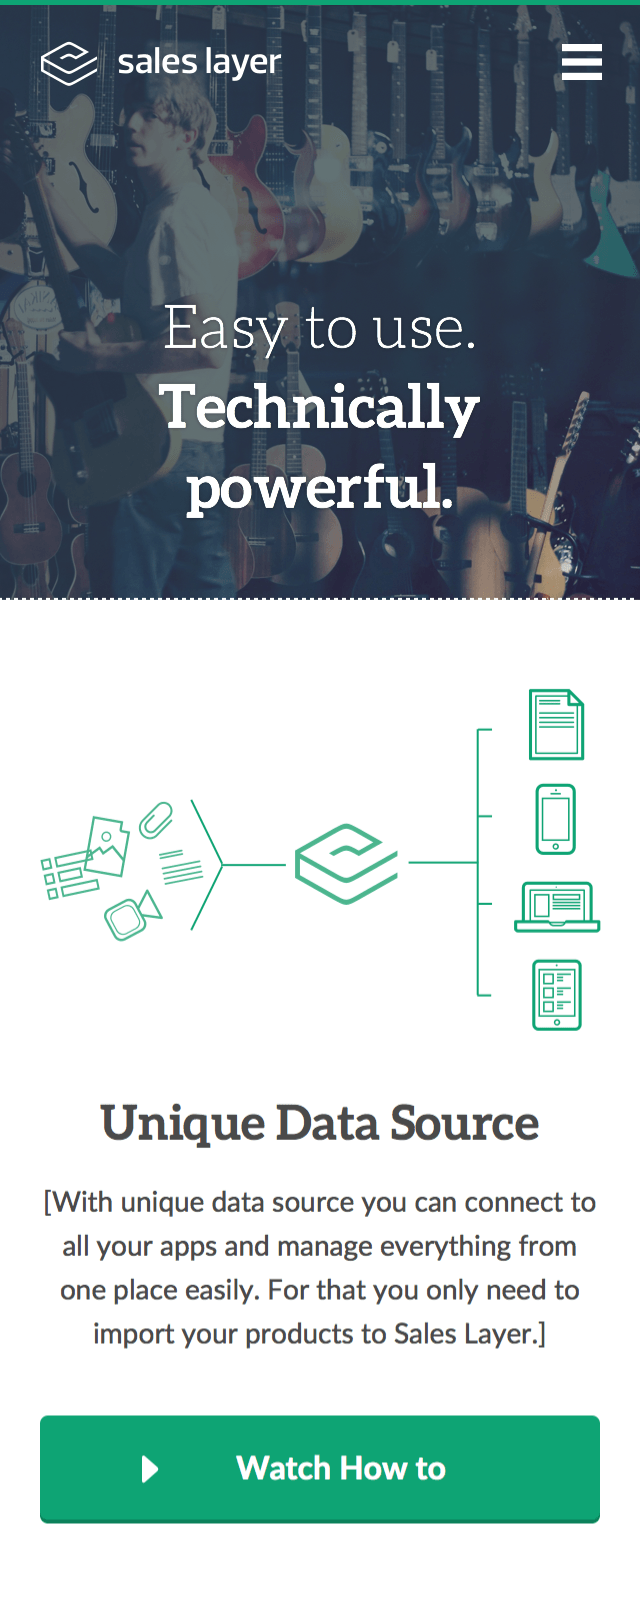 sales layer
Easy to use.
Technically
powerful.
Unique Data Source
[With unique data source you can connect to
all your apps and manage everything from
one place easily. For that you only need to
import your products to Sales Layer.]
Watch How to